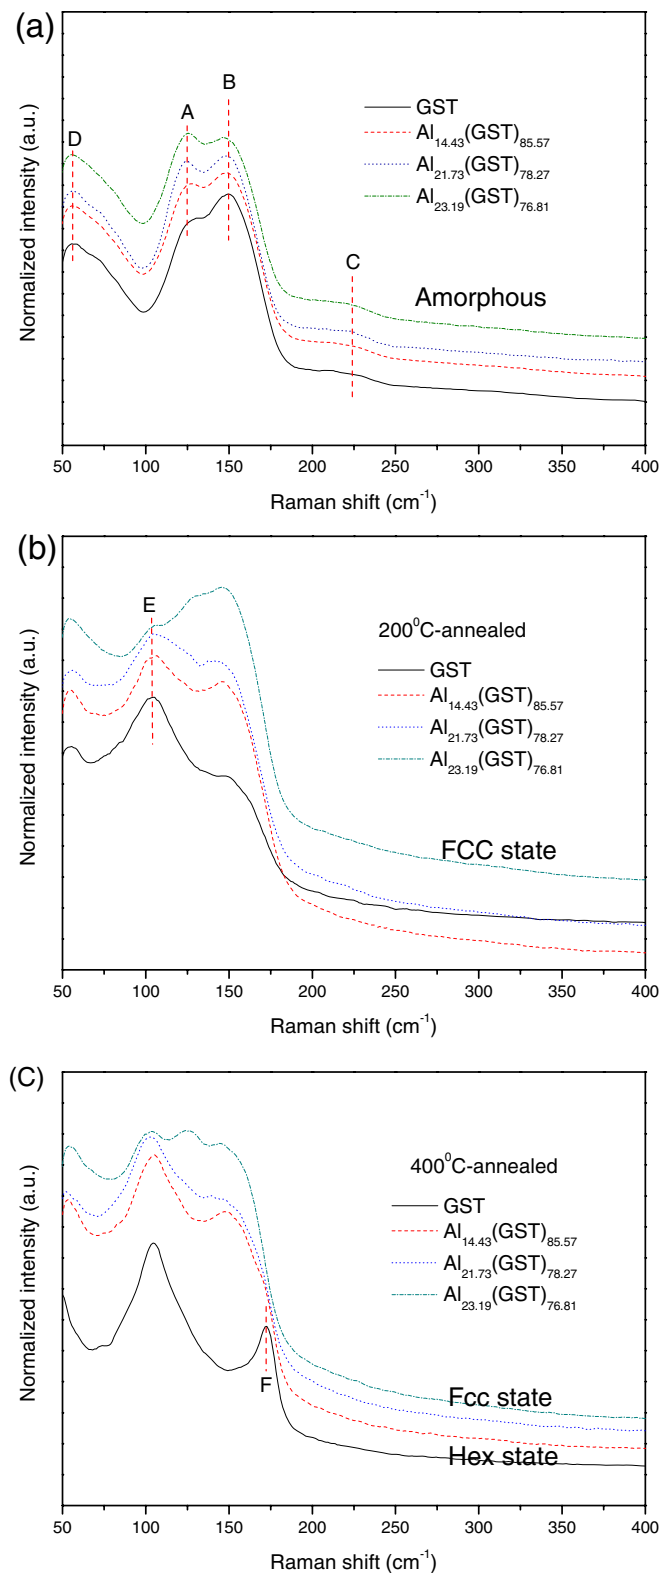 (a)
D
A
B
C
GST
Al14.43(GST)85.57
Al21.73(GST)78.27
Al23.19(GST)76.81
Amorphous
Normalized intensity (a.u.)
50 100 150 200 250 300 350 400
Raman shift (cm-1)
(b)
E
200⁰C-annealed
GST
Al14.43(GST)85.57
Al21.73(GST)78.27
Al23.19(GST)76.81
FCC state
Normalized intensity (a.u.)
50 100 150 200 250 300 350 400
Raman shift (cm-1)
(C)
400⁰C-annealed
GST
Al14.43(GST)85.57
Al21.73(GST)78.27
Al23.19(GST)76.81
F
Fcc state
Hex state
Normalized intensity (a.u.)
50 100 150 200 250 300 350 400
Raman shift (cm-1)